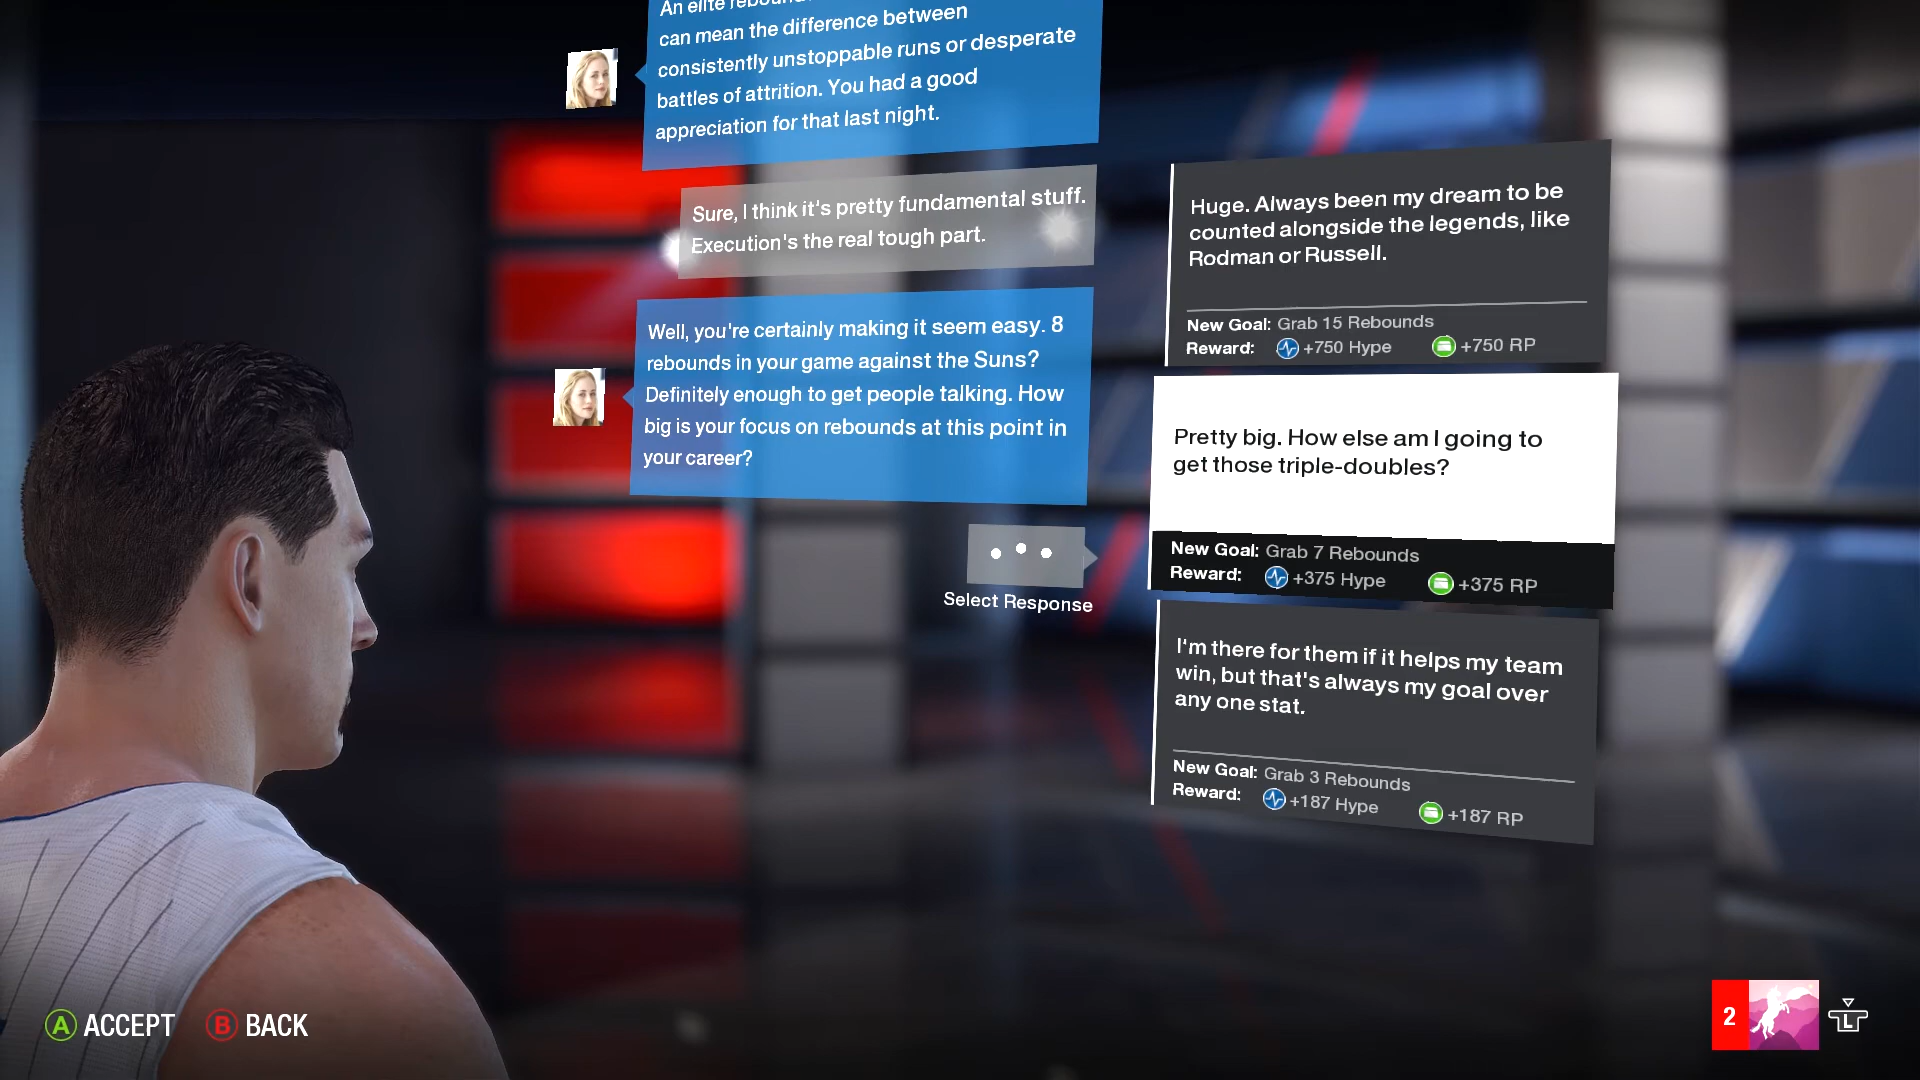 An elite rebound
can mean the difference between
consistently unstoppable runs or desperate
battles of attrition. You had a good
appreciation for that last night.
Sure, I think it's pretty fundamental stuff.
Execution's the real tough part.
Well, you're certainly making it seem easy. 8
rebounds in your game against the Suns?
Definitely enough to get people talking. How
big is your focus on rebounds at this point in
your career?
Select Response
Huge. Always been my dream to be
counted alongside the legends, like
Rodman or Russell.
New Goal: Grab 15 Rebounds
Reward: +750 Hype +750 RP
Pretty big. How else am I going to
get those triple-doubles?
New Goal: Grab 7 Rebounds
Reward: +375 Hype +375 RP
I'm there for them if it helps my team
win, but that's always my goal over
any one stat.
New Goal: Grab 3 Rebounds
Reward: +187 Hype +187 RP
A ACCEPT B BACK
2 L